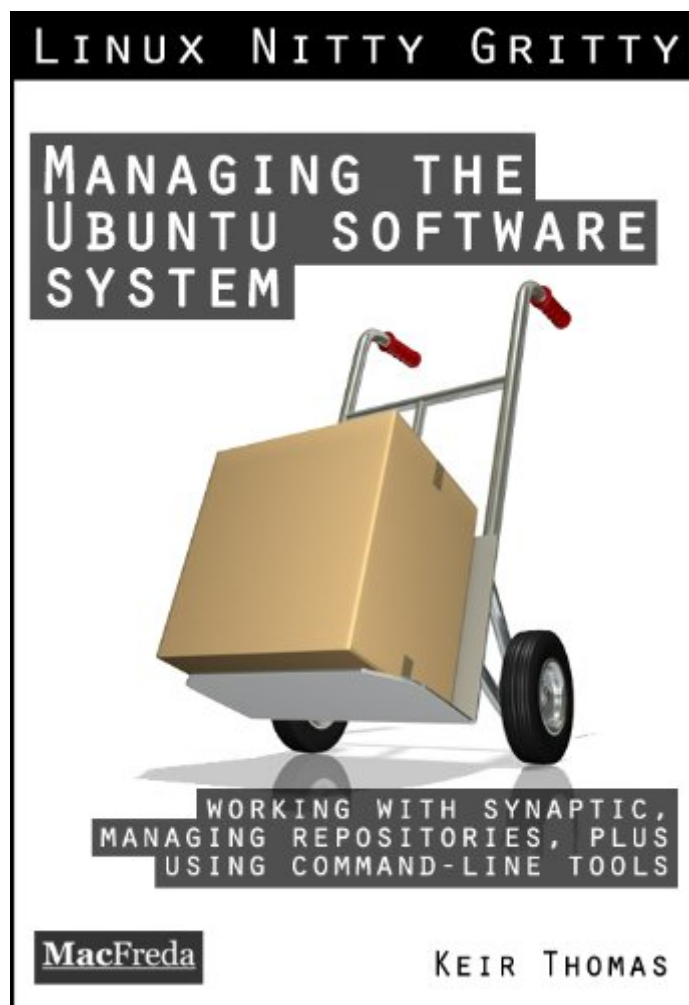 LINUX NITTY GRITTY
MANAGING THE
UBUNTU SOFTWARE
SYSTEM
WORKING WITH SYNAPTIC,
MANAGING REPOSITORIES, PLUS
USING COMMAND-LINE TOOLS
MacFreda
KEIR THOMAS